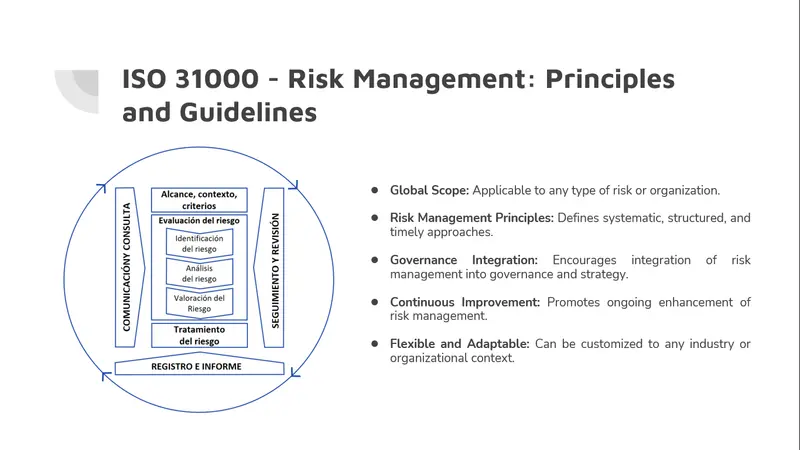 ISO 31000 - Risk Management: Principles
and Guidelines
COMUNICACIÓNY CONSULTA
Alcance, contexto,
criterios
Evaluación del riesgo
Identificación
del riesgo
Análisis
del riesgo
Valoración del
Riesgo
Tratamiento
del riesgo
SEGUIMIENTO Y REVISIÓN
REGISTRO E INFORME
● Global Scope: Applicable to any type of risk or organization.
● Risk Management Principles: Defines systematic, structured, and
timely approaches.
● Governance Integration: Encourages integration of risk
management into governance and strategy.
● Continuous Improvement: Promotes ongoing enhancement of
risk management.
● Flexible and Adaptable: Can be customized to any industry or
organizational context.